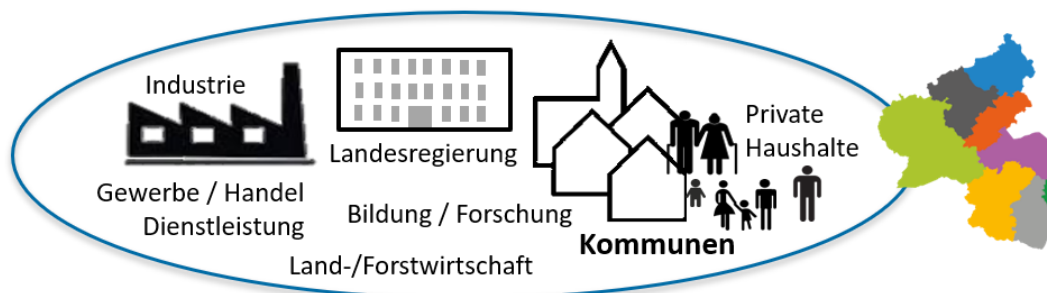 Industrie
Landesregierung
Private
Haushalte
Gewerbe / Handel
Dienstleistung
Bildung / Forschung
Kommunen
Land-/Forstwirtschaft